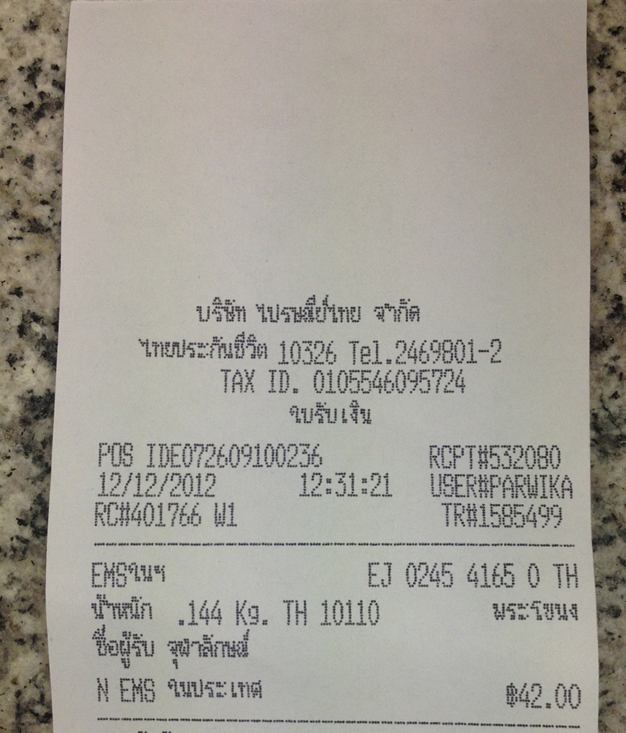 บริษัท ไปรษณีย์ไทย จำกัด
ไทยประกันชีวิต 10326 Tel.2469801-2
TAX ID. 0105546095724
ใบรับเงิน
POS IDE072609100236 RCPT#532080
12/12/2012 12:31:21 USER#PARWIKA
RC#401766 W1 TR#1585499
EMSในฯ EJ 0245 4165 0 TH
น้ำหนัก .144 Kg. TH 10110 พระโขนง
ชื่อผู้รับ จุฬาลักษณ์
N EMS ในประเทศ ฿42.00